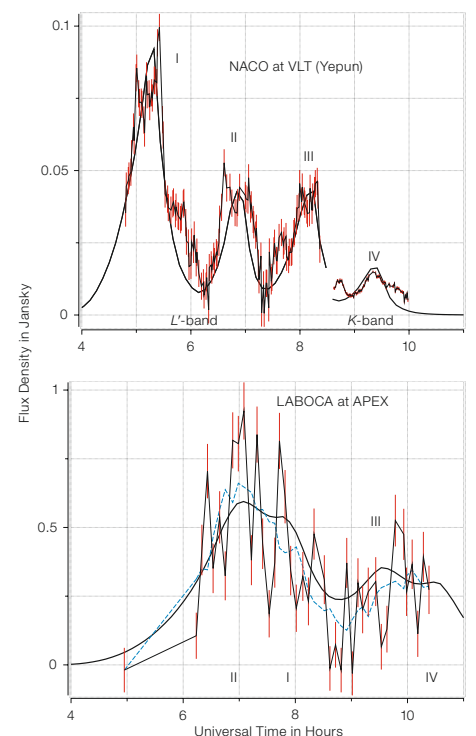 0.1
I
NACO at VLT (Yepun)
II
III
0.05
IV
0
L′-band
K-band
4
6
8
10
Flux Density in Jansky
1
LABOCA at APEX
0.5
III
0
II
I
IV
4
6
8
10
Universal Time in Hours